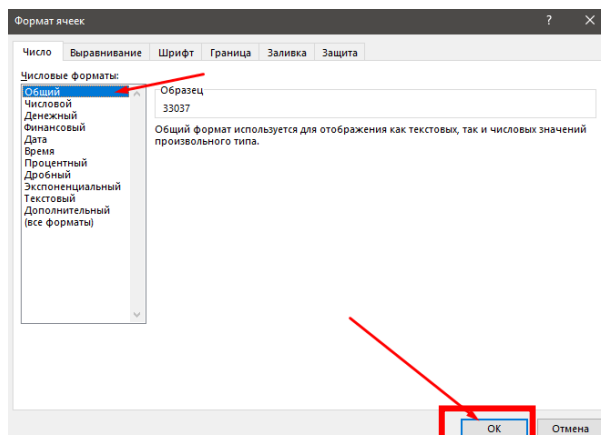 Формат ячеек
?
Число Выравнивание Шрифт Граница Заливка Защита
Числовые форматы:
Общий
Числовой
Денежный
Финансовый
Дата
Время
Процентный
Дробный
Экспоненциальный
Текстовый
Дополнительный
(все форматы)
Образец
33037
Общий формат используется для отображения как текстовых, так и числовых значений
произвольного типа.
ОК Отмена